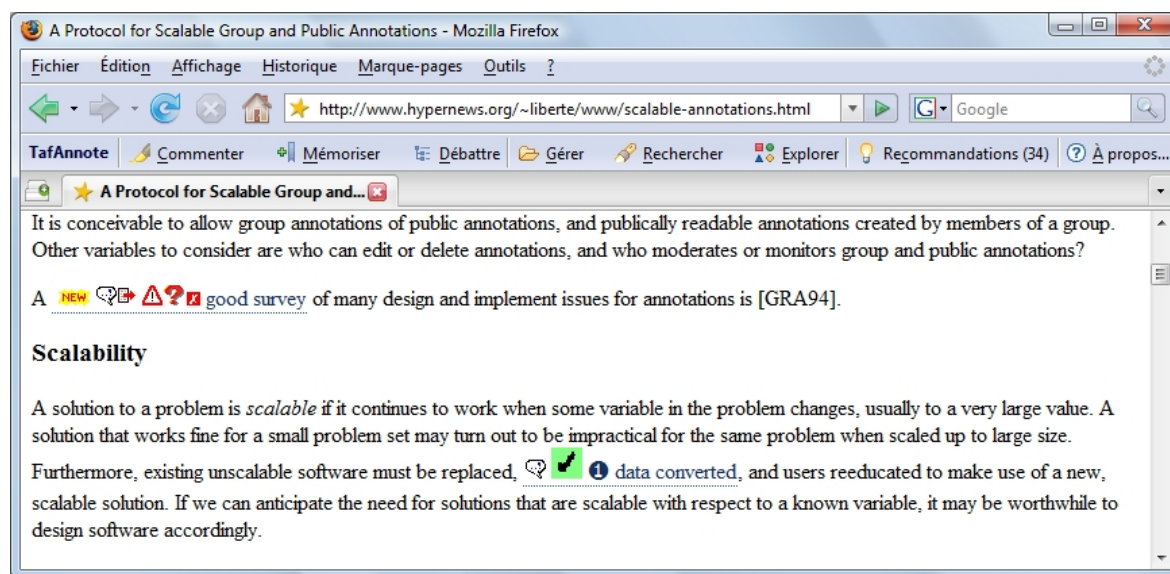 A Protocol for Scalable Group and Public Annotations - Mozilla Firefox
Fichier Édition Affichage Historique Marque-pages Outils ?
http://www.hypernews.org/~liberte/www/scalable-annotations.html G Google
TafAnnote Commenter Mémoriser Débattre Gérer Rechercher Explorer Recommandations (34) ? À propos...
A Protocol for Scalable Group and...
It is conceivable to allow group annotations of public annotations, and publically readable annotations created by members of a group.
Other variables to consider are who can edit or delete annotations, and who moderates or monitors group and public annotations?
A NEW ? good survey of many design and implement issues for annotations is [GRA94].
Scalability
A solution to a problem is scalable if it continues to work when some variable in the problem changes, usually to a very large value. A
solution that works fine for a small problem set may turn out to be impractical for the same problem when scaled up to large size.
Furthermore, existing unscalable software must be replaced, 1 data converted, and users reeducated to make use of a new,
scalable solution. If we can anticipate the need for solutions that are scalable with respect to a known variable, it may be worthwhile to
design software accordingly.